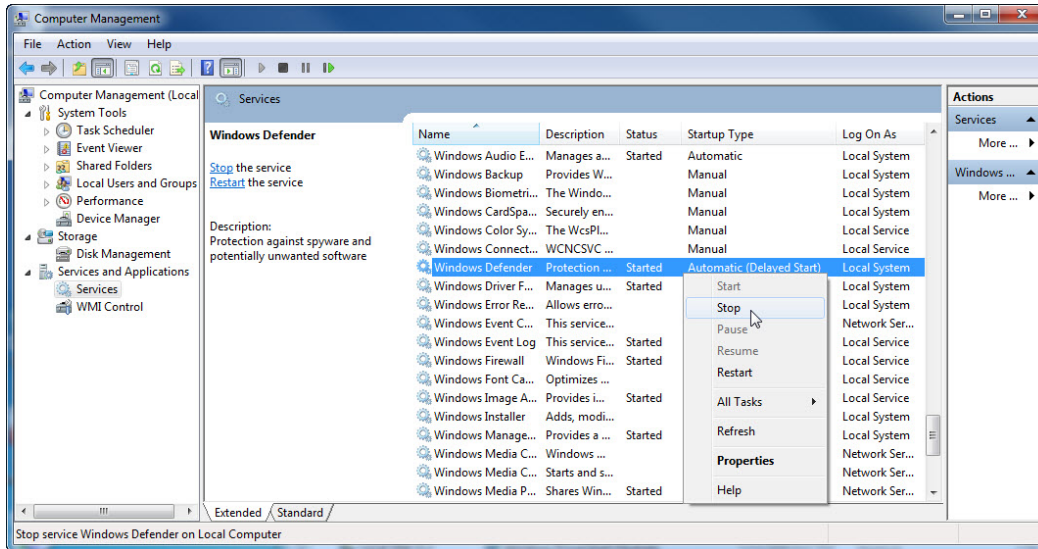 Computer Management
File Action View Help
Computer Management (Local
System Tools
Task Scheduler
Event Viewer
Shared Folders
Local Users and Groups
Performance
Device Manager
Storage
Disk Management
Services and Applications
Services
WMI Control
Services
Windows Defender
Stop the service
Restart the service
Description:
Protection against spyware and
potentially unwanted software
Name Description Status Startup Type Log On As
Windows Audio E... Manages a... Started Automatic Local System
Windows Backup Provides W... Manual Local System
Windows Biometri... The Windo... Manual Local System
Windows CardSpa... Securely en... Manual Local System
Windows Color Sy... The WcsPl... Manual Local Service
Windows Connect... WCNCSVC ... Manual Local Service
Windows Defender Protection ... Started Automatic (Delayed Start) Local System
Windows Driver F... Manages u... Started Local System
Windows Error Re... Allows erro... Local System
Windows Event C... This service... Network Ser...
Windows Event Log This service... Started Local Service
Windows Firewall Windows Fi... Started Local Service
Windows Font Ca... Optimizes ... Local Service
Windows Image A... Provides i... Started Local Service
Windows Installer Adds, modi... Local System
Windows Manage... Provides a ... Started Local System
Windows Media C... Windows ... Network Ser...
Windows Media C... Starts and s... Network Ser...
Windows Media P... Shares Win... Started Network Ser...
Start
Stop
Pause
Resume
Restart
All Tasks
Refresh
Properties
Help
Extended Standard
Actions
Services
More ...
Windows ...
More ...
Stop service Windows Defender on Local Computer